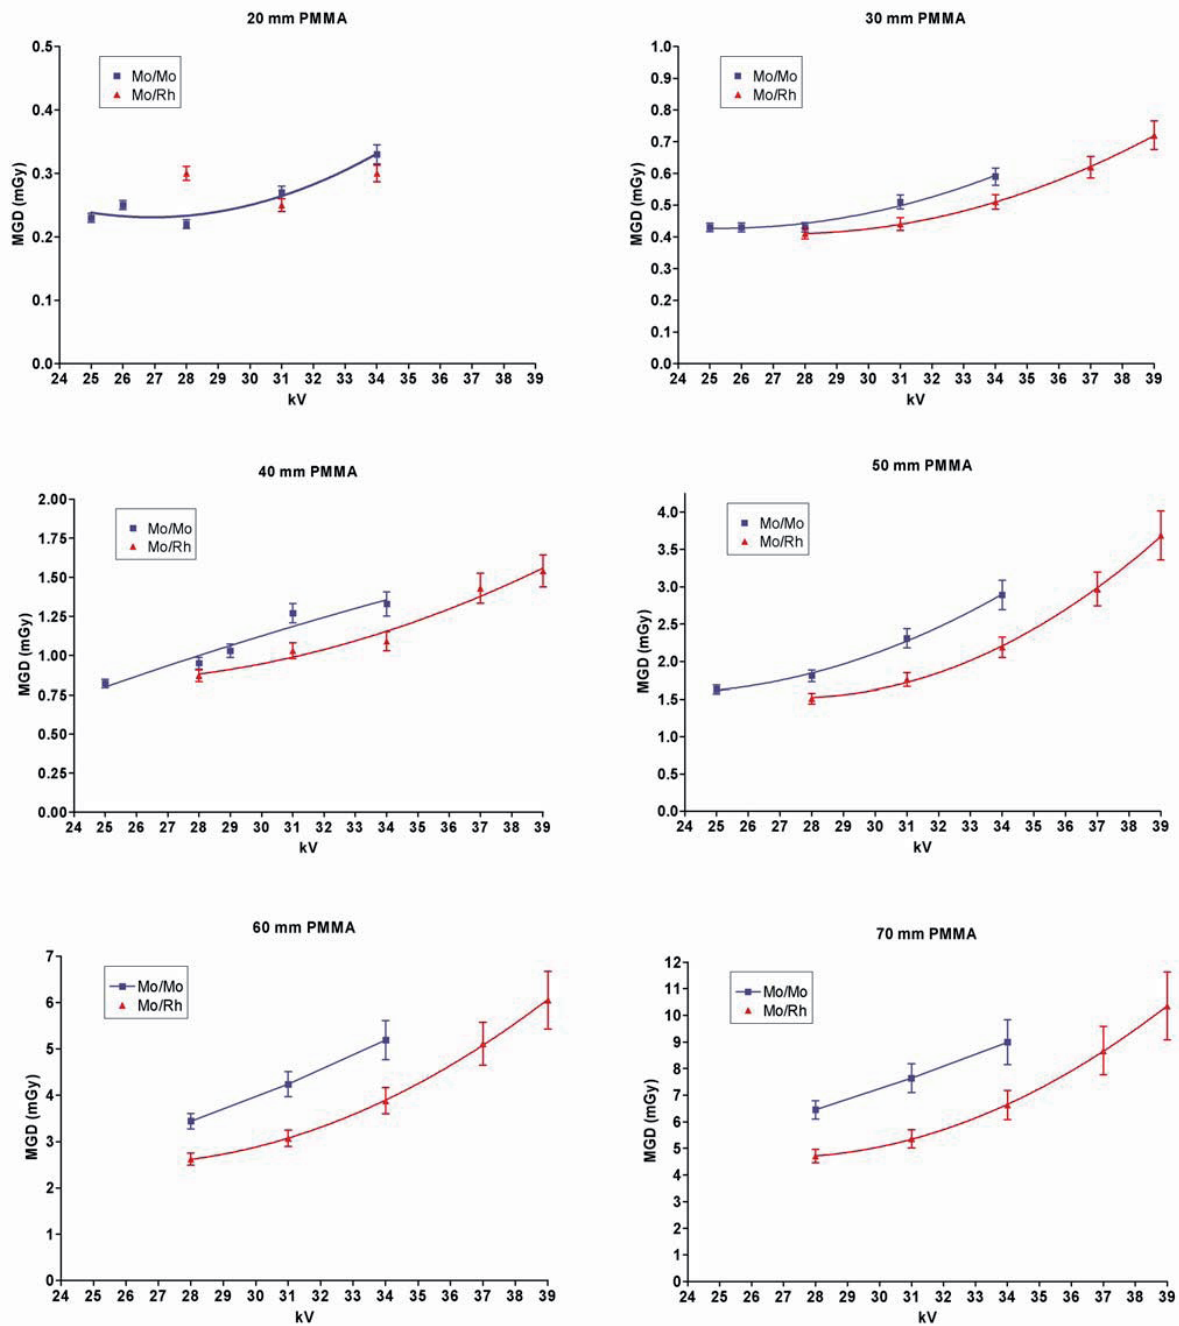 20 mm PMMA
0.5
0.4
0.3
0.2
0.1
0.0
MGD (mGy)
Mo/Mo
Mo/Rh
24 25 26 27 28 29 30 31 32 33 34 35 36 37 38 39
kV
30 mm PMMA
1.0
0.9
0.8
0.7
0.6
0.5
0.4
0.3
0.2
0.1
0.0
MGD (mGy)
Mo/Mo
Mo/Rh
24 25 26 27 28 29 30 31 32 33 34 35 36 37 38 39
kV
40 mm PMMA
2.00
1.75
1.50
1.25
1.00
0.75
0.50
0.25
0.00
MGD (mGy)
Mo/Mo
Mo/Rh
24 25 26 27 28 29 30 31 32 33 34 35 36 37 38 39
kV
50 mm PMMA
4.0
3.5
3.0
2.5
2.0
1.5
1.0
0.5
0.0
MGD (mGy)
Mo/Mo
Mo/Rh
24 25 26 27 28 29 30 31 32 33 34 35 36 37 38 39
kV
60 mm PMMA
7
6
5
4
3
2
1
0
MGD (mGy)
Mo/Mo
Mo/Rh
24 25 26 27 28 29 30 31 32 33 34 35 36 37 38 39
kV
70 mm PMMA
12
11
10
9
8
7
6
5
4
3
2
1
0
MGD (mGy)
Mo/Mo
Mo/Rh
24 25 26 27 28 29 30 31 32 33 34 35 36 37 38 39
kV